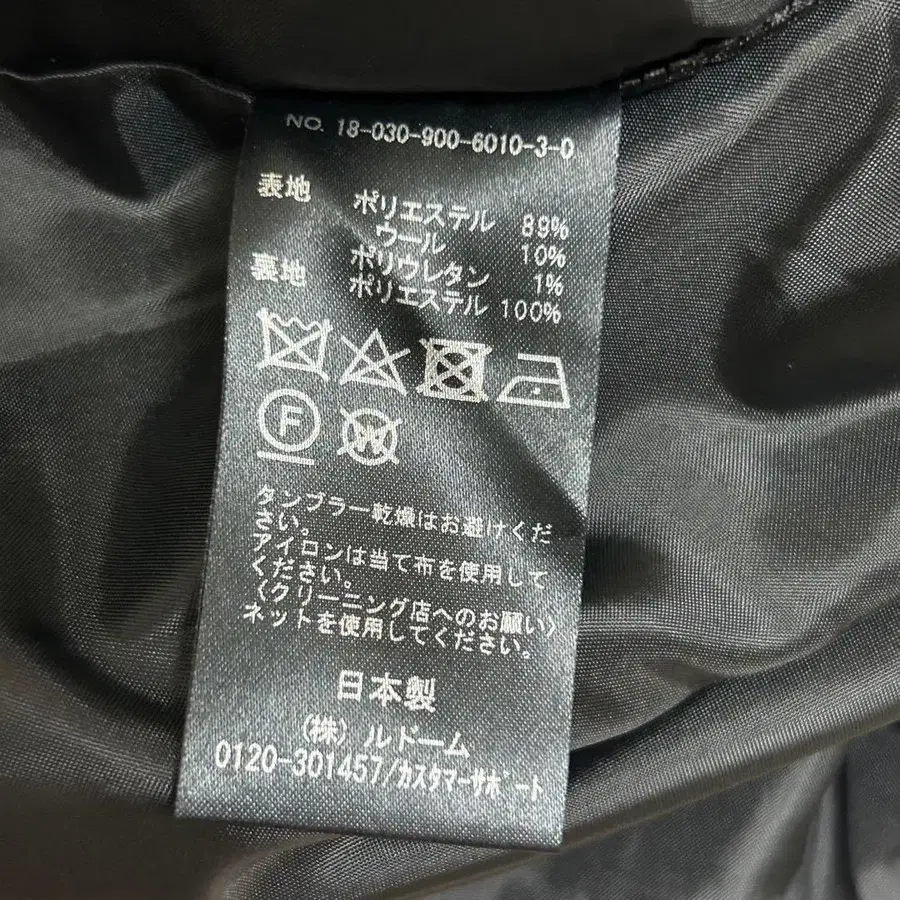 NO. 18-030-900-6010-3-0
表地 ポリエステル 89%
ウール 10%
ポリウレタン 1%
裏地 ポリエステル 100%
F
W
タンブラー乾燥はお避けくだ
さい。
アイロンは当て布を使用して
ください。
〈クリーニング店へのお願い〉
ネットを使用してください。
日本製
(株) ルドーム
0120-301457/カスタマーサポート